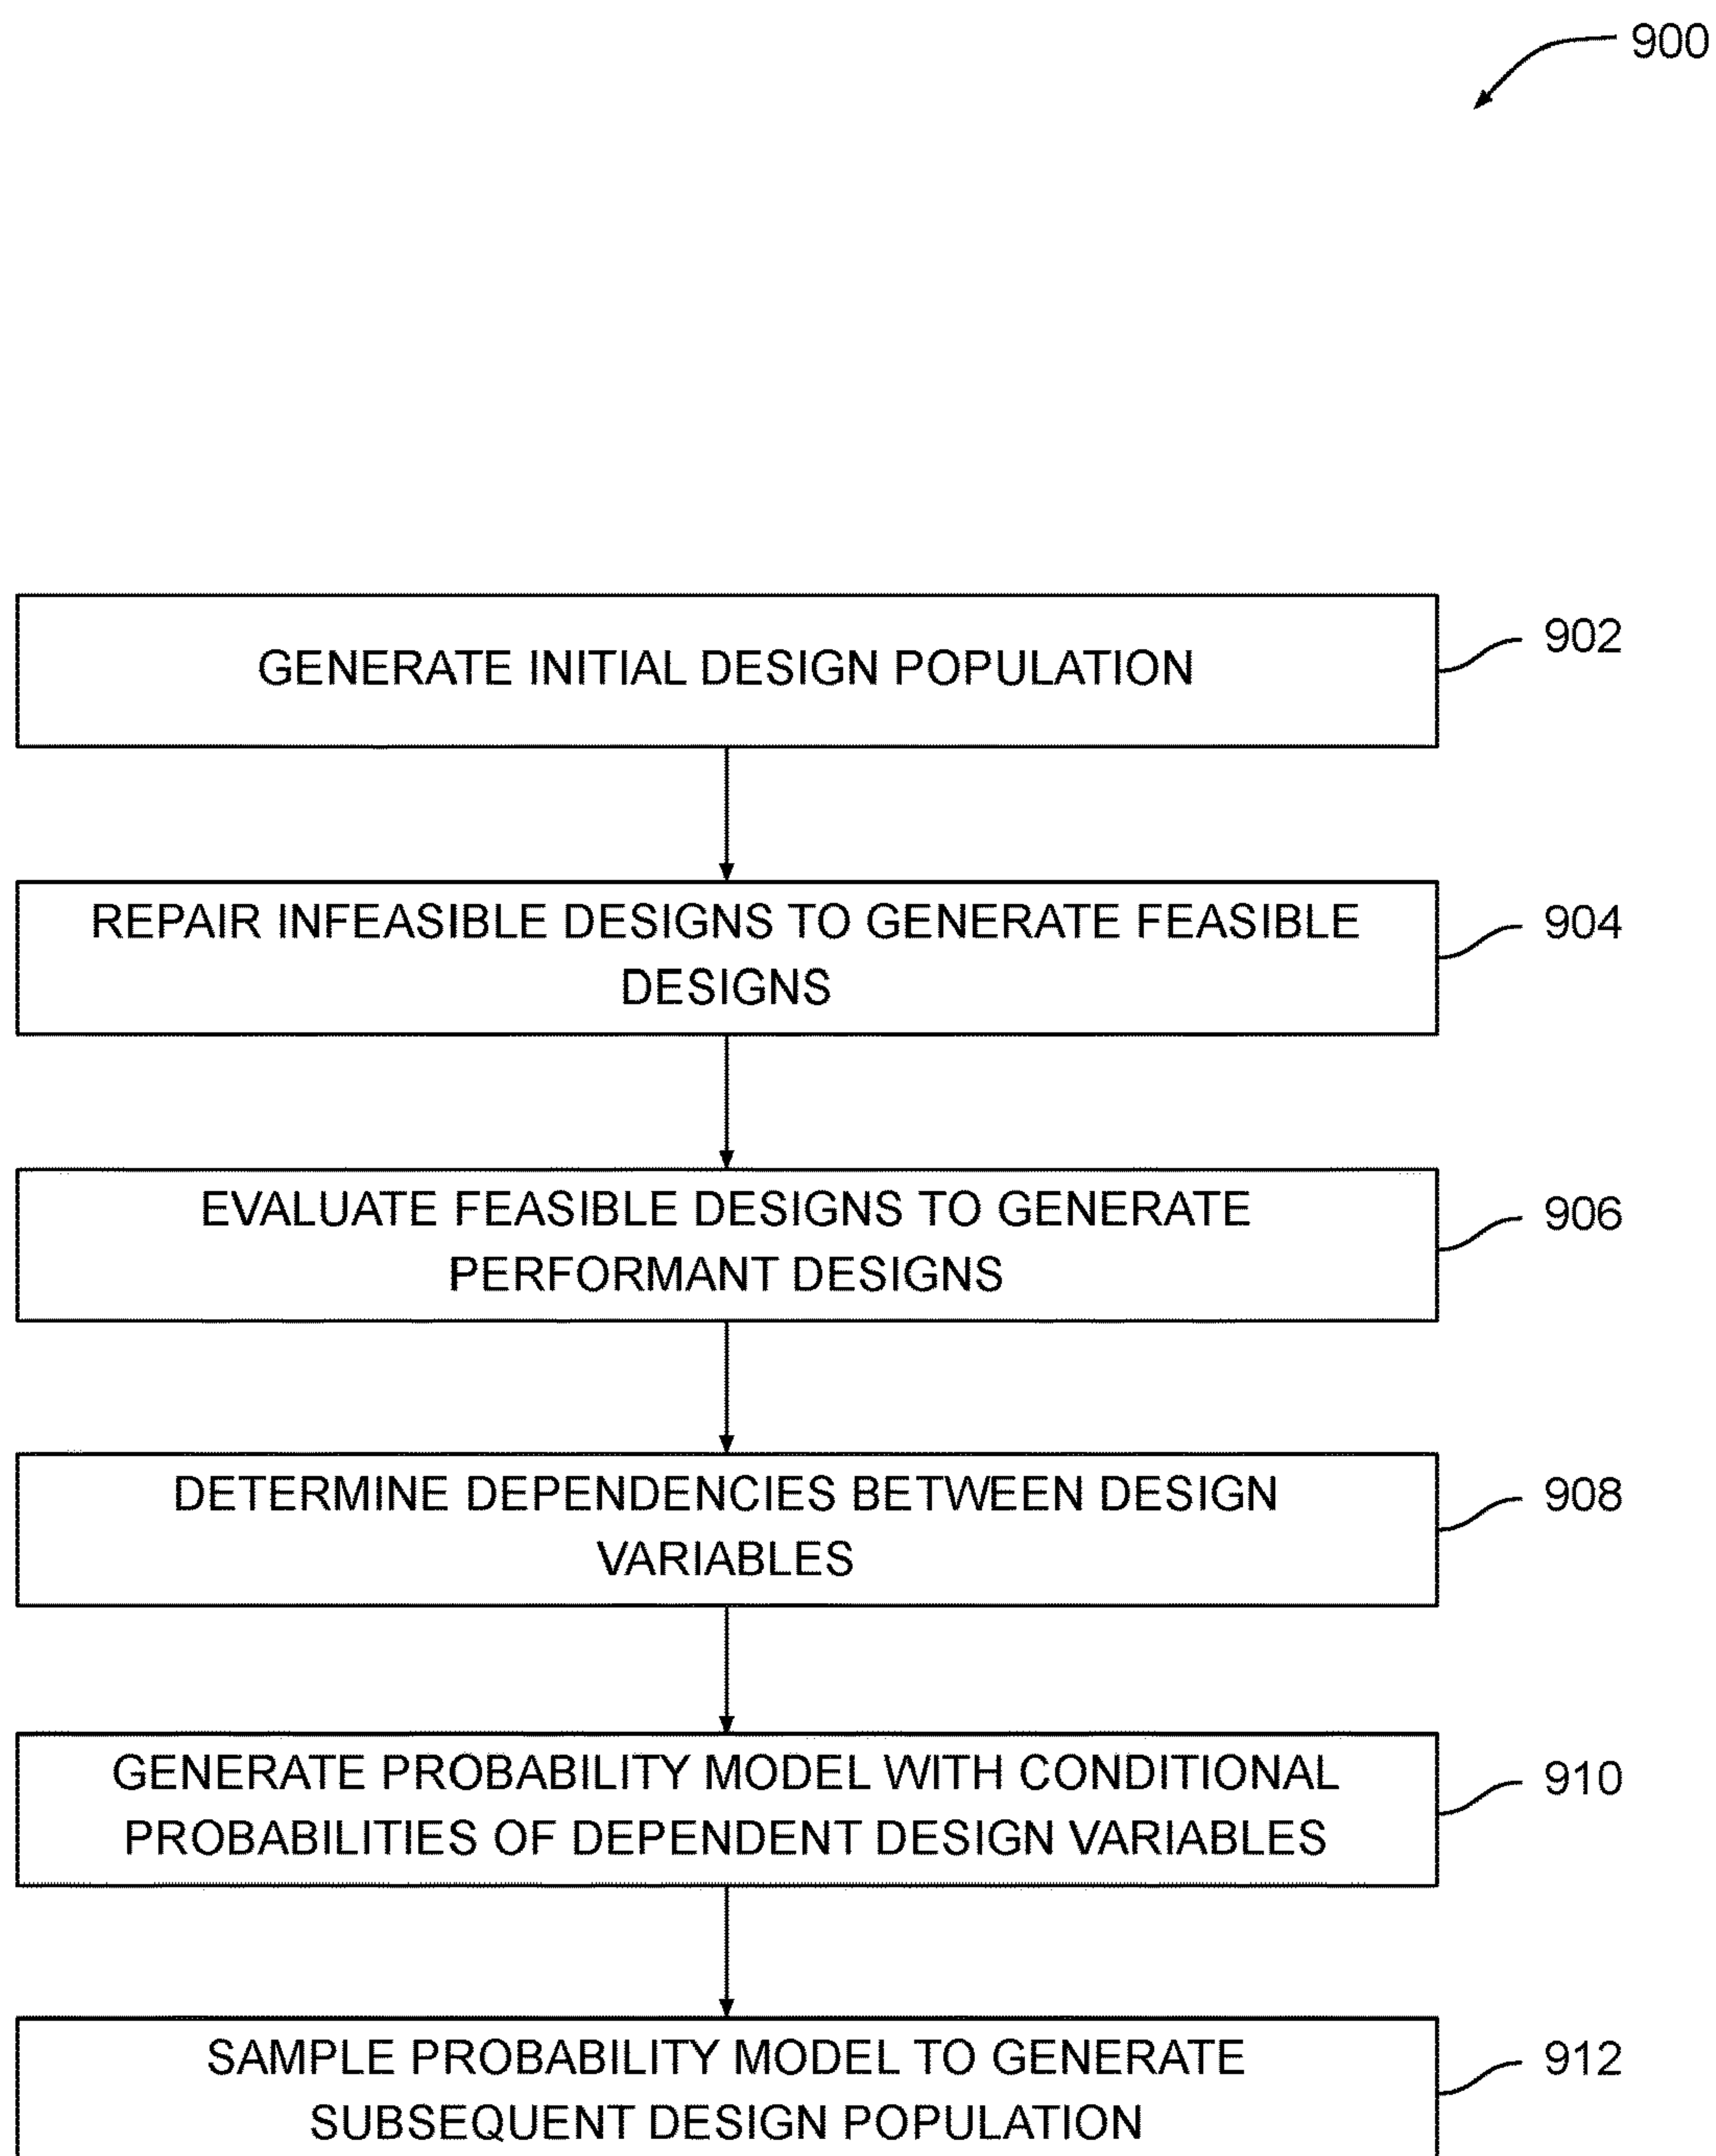 900
GENERATE INITIAL DESIGN POPULATION
902
REPAIR INFEASIBLE DESIGNS TO GENERATE FEASIBLE
DESIGNS
904
EVALUATE FEASIBLE DESIGNS TO GENERATE
PERFORMANT DESIGNS
906
DETERMINE DEPENDENCIES BETWEEN DESIGN
VARIABLES
908
GENERATE PROBABILITY MODEL WITH CONDITIONAL
PROBABILITIES OF DEPENDENT DESIGN VARIABLES
910
SAMPLE PROBABILITY MODEL TO GENERATE
SUBSEQUENT DESIGN POPULATION
912